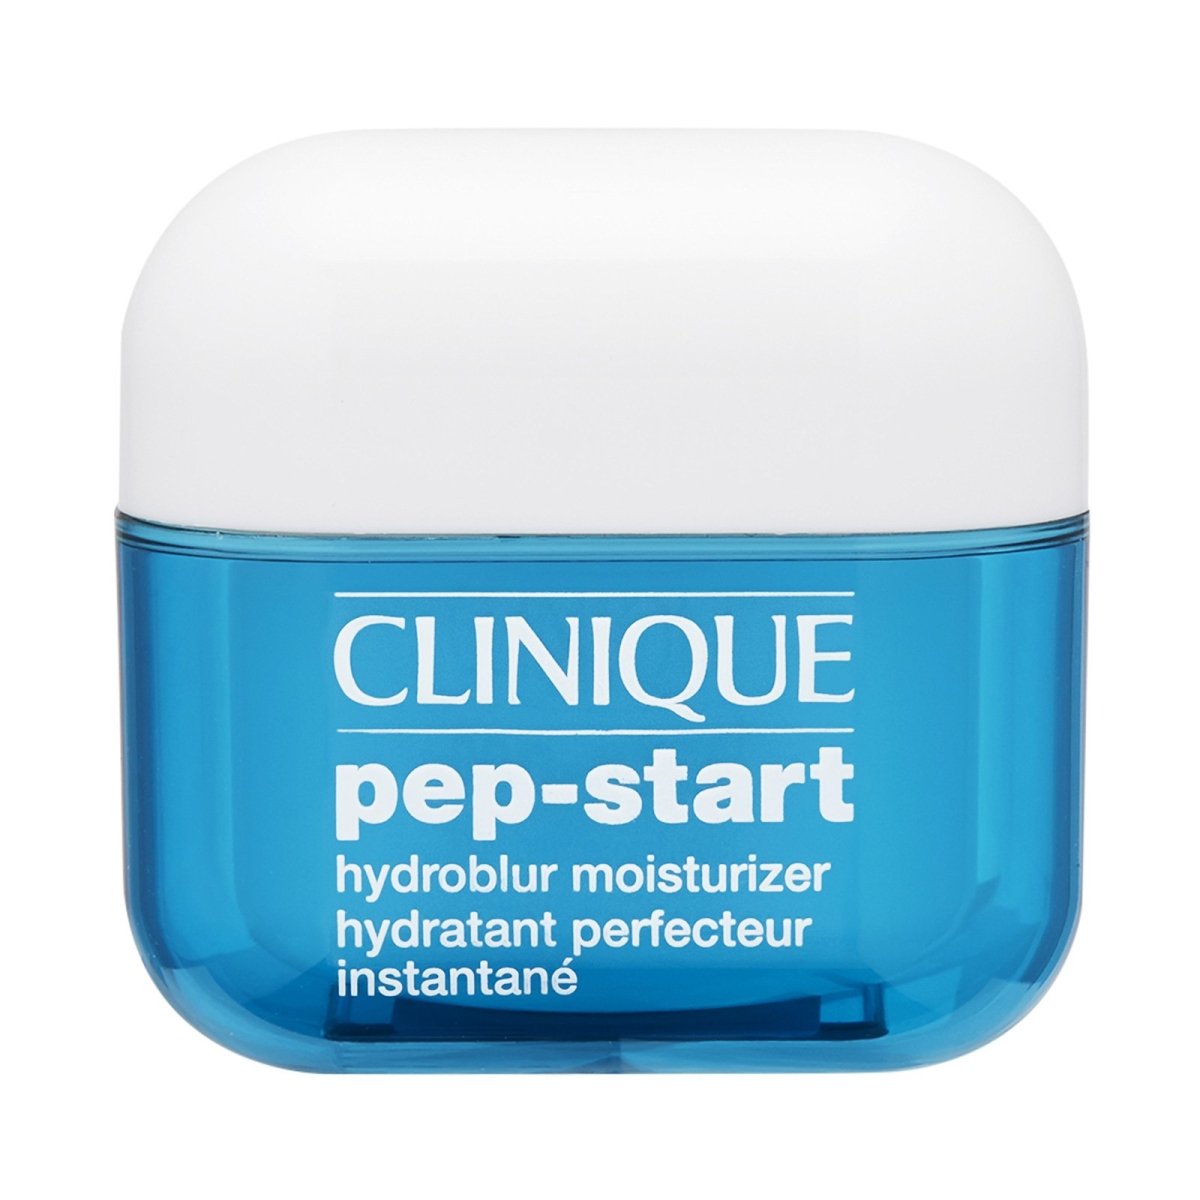 CLINIQUE
pep-start
hydroblur moisturizer
hydratant perfecteur
instantané